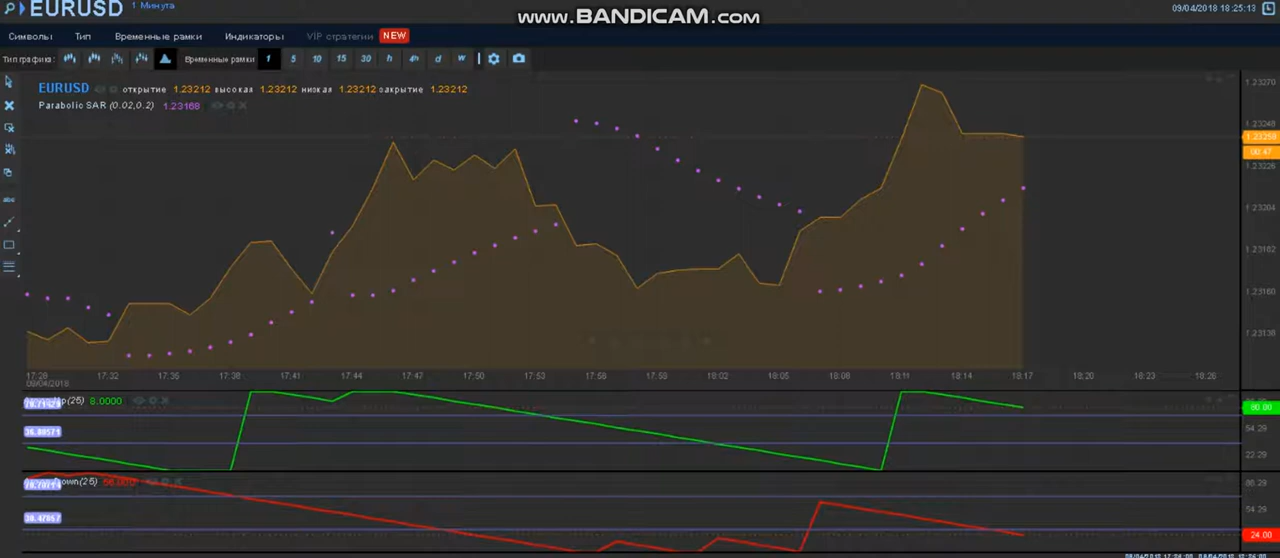 EURUSD 1 Минута
www.BANDICAM.com
09/04/2018 18:25:13
Символы Тип Временные рамки Индикаторы VIP стратегии NEW
Тип графика: Временные рамки 1 5 10 15 30 h 4h d w
EURUSD открытие 1.23212 высокая 1.23212 низкая 1.23212 закрытие 1.23212
Parabolic SAR (0.02,0.2) 1.23168
1.23270
1.23248
00:47
1.23226
1.23204
1.23182
1.23160
1.23138
17:28 17:32 17:35 17:38 17:41 17:44 17:47 17:50 17:53 17:56 17:59 18:02 18:05 18:08 18:11 18:14 18:17 18:20 18:23 18:26
09/04/2018
(25) 8.0000
80.00
54.29
22.29
(25)
86.29
54.29
24.00